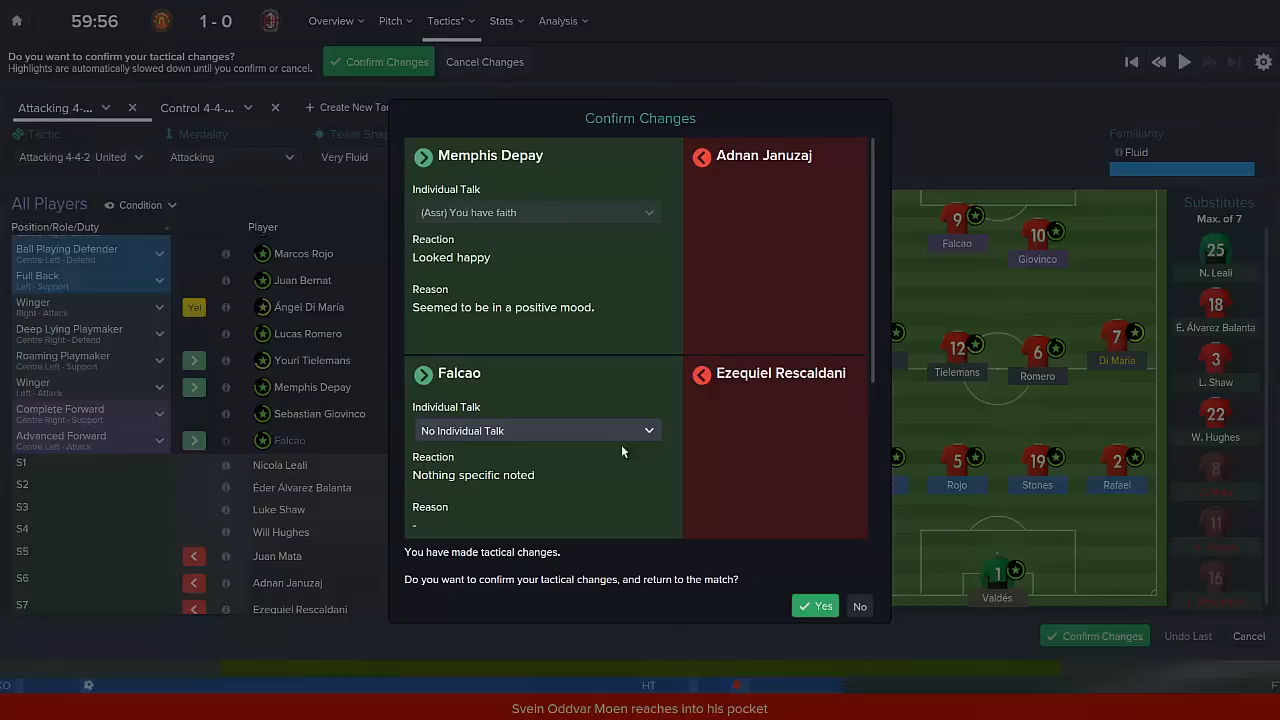 59:56
1 - 0
Overview
Pitch
Tactics*
Stats
Analysis
Do you want to confirm your tactical changes?
Highlights are automatically slowed down until you confirm or cancel.
Confirm Changes
Cancel Changes
Attacking 4-...
Control 4-4-...
+ Create New Tac
Tactic
Mentality
Team Shap
Attacking 4-4-2 United
Attacking
Very Fluid
Familiarity
Fluid
All Players
Condition
Position/Role/Duty
Player
Ball Playing Defender
Centre Left - Defend
Marcos Rojo
Full Back
Left - Support
Juan Bernat
Winger
Right - Attack
Yel
Ángel Di María
Deep Lying Playmaker
Centre Right - Defend
Lucas Romero
Roaming Playmaker
Centre Left - Support
Youri Tielemans
Winger
Left - Attack
Memphis Depay
Complete Forward
Centre Right - Support
Sebastian Giovinco
Advanced Forward
Centre Left - Attack
Falcao
S1
Nicola Leali
S2
Éder Álvarez Balanta
S3
Luke Shaw
S4
Will Hughes
S5
Juan Mata
S6
Adnan Januzaj
S7
Ezequiel Rescaldani
Confirm Changes
Memphis Depay
Adnan Januzaj
Individual Talk
(Assr) You have faith
Reaction
Looked happy
Reason
Seemed to be in a positive mood.
Falcao
Ezequiel Rescaldani
Individual Talk
No Individual Talk
Reaction
Nothing specific noted
Reason
-
You have made tactical changes.
Do you want to confirm your tactical changes, and return to the match?
Yes
No
9
Falcao
10
Giovinco
12
Tielemans
6
Romero
7
Di María
5
Rojo
19
Stones
2
Rafael
1
Valdés
Substitutes
Max. of 7
25
N. Leali
18
É. Álvarez Balanta
3
L. Shaw
22
W. Hughes
8
J. Mata
11
16
Confirm Changes
Undo Last
Cancel
KO
HT
Svein Oddvar Moen reaches into his pocket